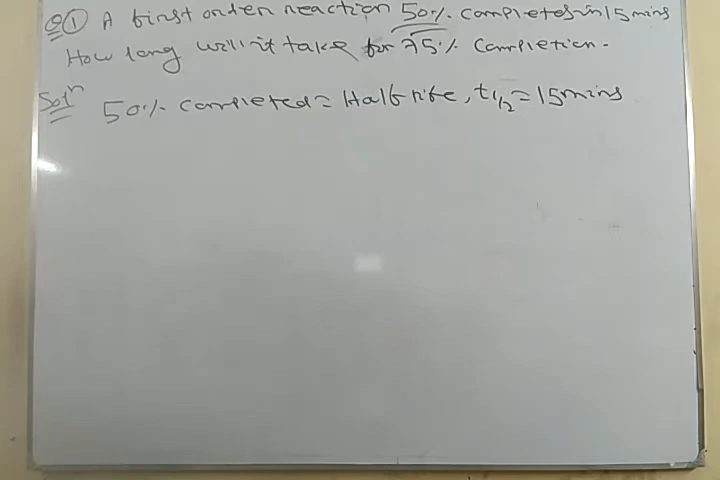 Q① A first order reaction 50% completes in 15 mins
How long will it take for 75% completion.
Solⁿ 50% completed = Half life, t1/2 = 15 mins